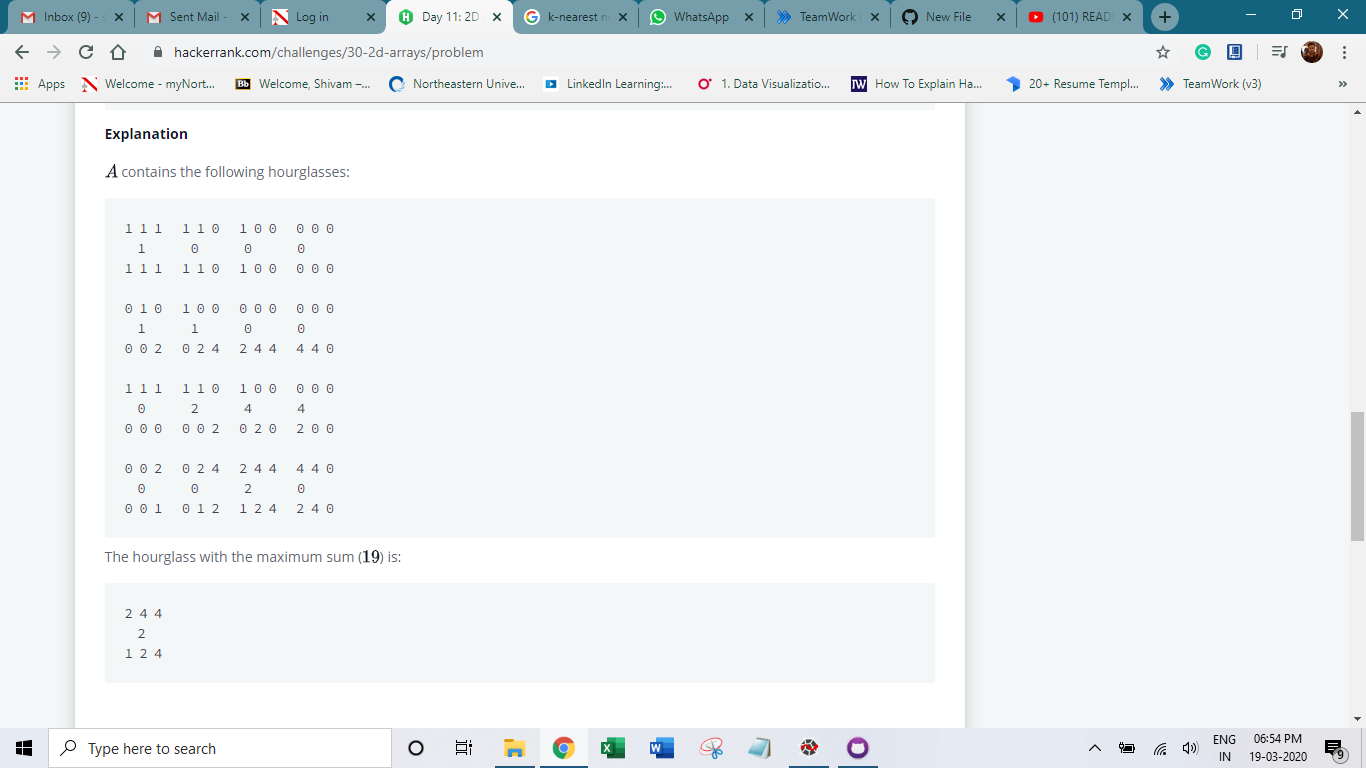 Inbox (9) - s
Sent Mail -
Log in
Day 11: 2D
k-nearest n
WhatsApp
TeamWork
New File
(101) READ
hackerrank.com/challenges/30-2d-arrays/problem
Apps
Welcome - myNort...
Bb
Welcome, Shivam –...
Northeastern Unive...
LinkedIn Learning:...
1. Data Visualizatio...
JW
How To Explain Ha...
20+ Resume Templ...
TeamWork (v3)
»
Explanation
A contains the following hourglasses:
1 1 1   1 1 0   1 0 0   0 0 0
1   0   0   0
1 1 1   1 1 0   1 0 0   0 0 0
0 1 0   1 0 0   0 0 0   0 0 0
1   1   0   0
0 0 2   0 2 4   2 4 4   4 4 0
1 1 1   1 1 0   1 0 0   0 0 0
0   2   4   4
0 0 0   0 0 2   0 2 0   2 0 0
0 0 2   0 2 4   2 4 4   4 4 0
0   0   2   0
0 0 1   0 1 2   1 2 4   2 4 0
The hourglass with the maximum sum (19) is:
2 4 4
2
1 2 4
Type here to search
ENG
IN
06:54 PM
19-03-2020
9